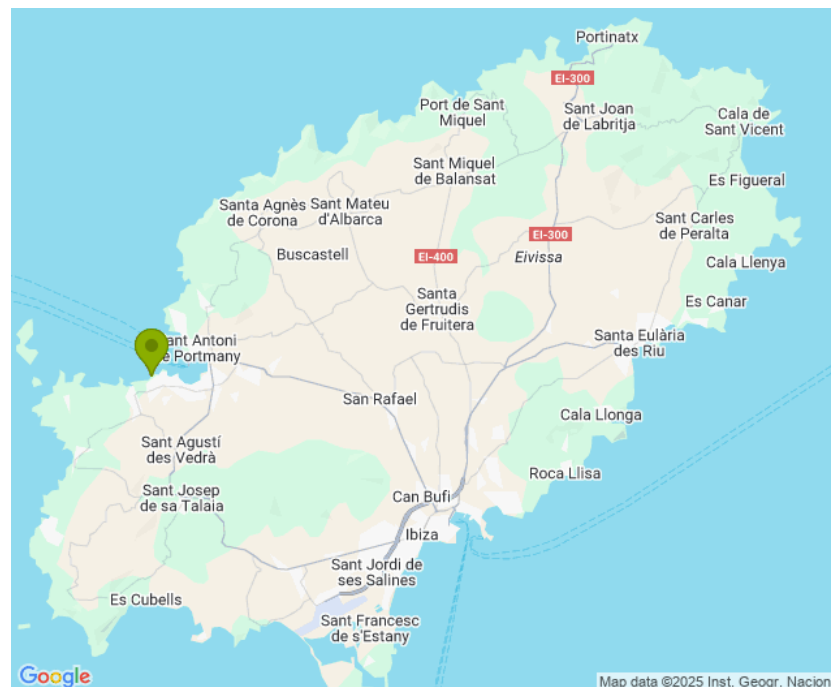 Portinatx
EI-300
Port de Sant
Miquel
Sant Joan
de Labritja
Cala de
Sant Vicent
Sant Miquel
de Balansat
Es Figueral
Santa Agnès
de Corona
Sant Mateu
d'Albarca
Sant Carles
de Peralta
EI-300
Buscastell
EI-400
Eivissa
Cala Llenya
Santa
Gertrudis
de Fruitera
Es Canar
Santa Eulària
des Riu
ant Antoni
e Portmany
San Rafael
Cala Llonga
Sant Agustí
des Vedrà
Roca Llisa
Sant Josep
de sa Talaia
Can Bufi
Ibiza
Sant Jordi de
ses Salines
Es Cubells
Sant Francesc
de s'Estany
Google
Map data ©2025 Inst. Geogr. Nacion